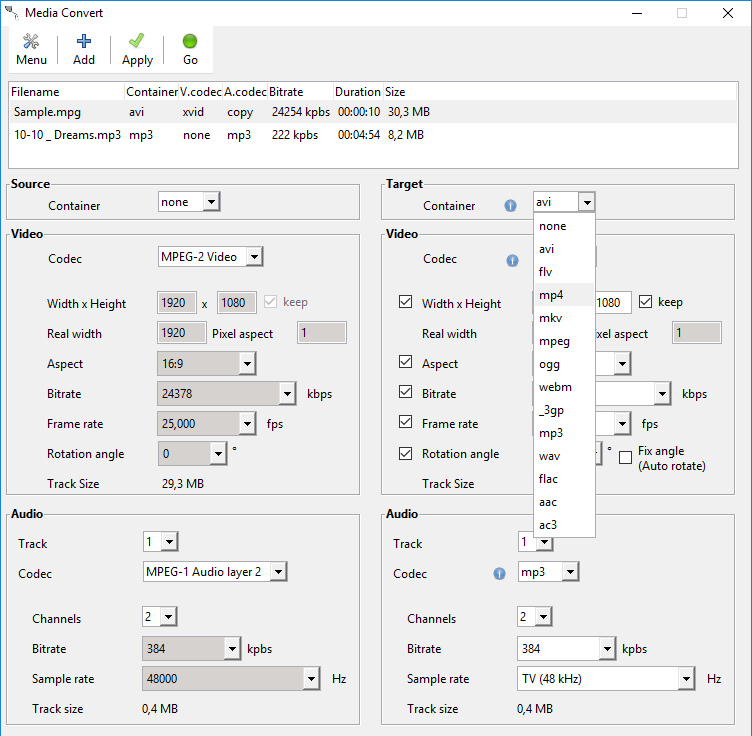 Media Convert
Menu Add Apply Go
Filename Container V.codec A.codec Bitrate Duration Size
Sample.mpg avi xvid copy 24254 kpbs 00:00:10 30,3 MB
10-10 _ Dreams.mp3 mp3 none mp3 222 kpbs 00:04:54 8,2 MB
Source
Container none
Video
Codec MPEG-2 Video
Width x Height 1920 x 1080 keep
Real width 1920 Pixel aspect 1
Aspect 16:9
Bitrate 24378 kbps
Frame rate 25,000 fps
Rotation angle 0 °
Track Size 29,3 MB
Audio
Track 1
Codec MPEG-1 Audio layer 2
Channels 2
Bitrate 384 kpbs
Sample rate 48000 Hz
Track size 0,4 MB
Target
Container i avi
none
avi
flv
mp4
mkv
mpeg
ogg
webm
_3gp
mp3
wav
flac
aac
ac3
Video
Codec i
Width x Height 1080 keep
Real width aspect 1
Aspect
Bitrate kbps
Frame rate fps
Rotation angle ° Fix angle
(Auto rotate)
Track Size
Audio
Track 1
Codec i mp3
Channels 2
Bitrate 384 kpbs
Sample rate TV (48 kHz) Hz
Track size 0,4 MB